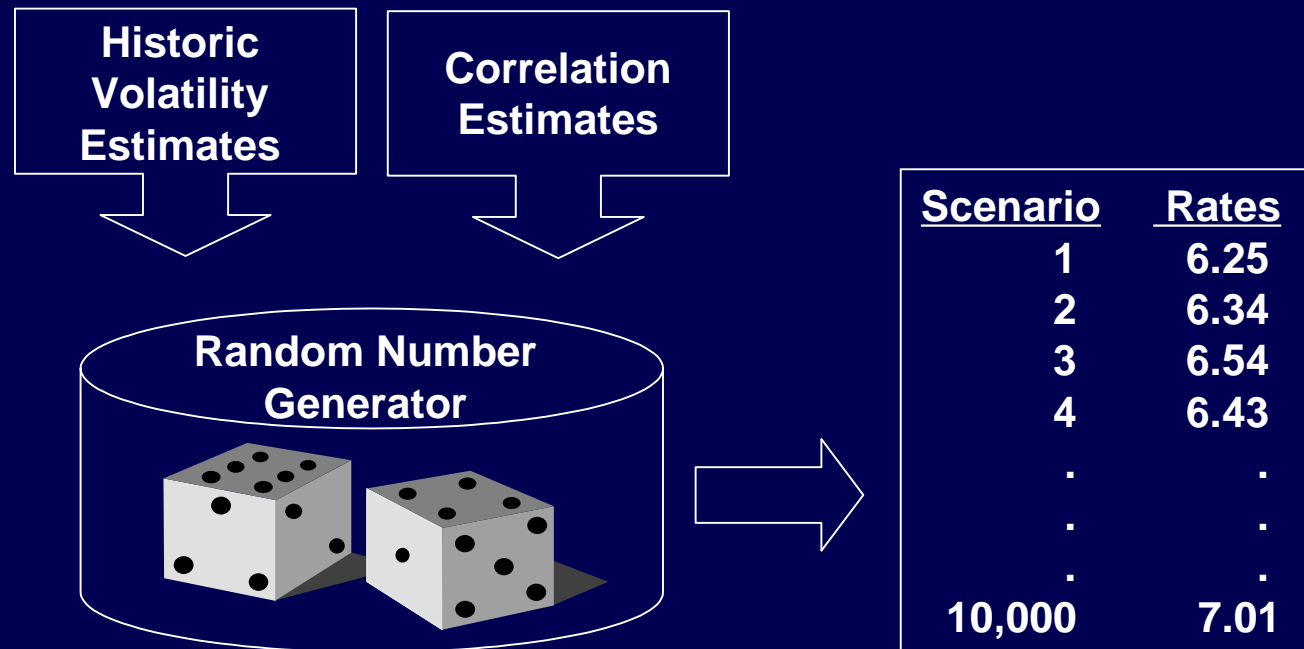 Historic
Volatility
Estimates
Correlation
Estimates
Random Number
Generator
Scenario Rates
1 6.25
2 6.34
3 6.54
4 6.43
. .
. .
. .
10,000 7.01